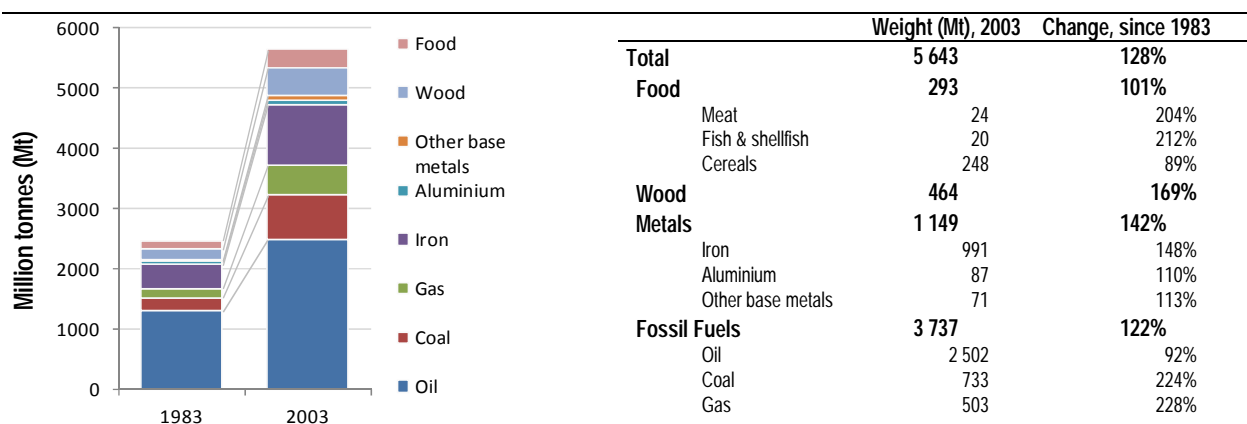 6000
5000
4000
3000
2000
1000
0
Million tonnes (Mt)
1983
2003
Food
Wood
Other base
metals
Aluminium
Iron
Gas
Coal
Oil
Weight (Mt), 2003 Change, since 1983
Total 5 643 128%
Food 293 101%
Meat 24 204%
Fish & shellfish 20 212%
Cereals 248 89%
Wood 464 169%
Metals 1 149 142%
Iron 991 148%
Aluminium 87 110%
Other base metals 71 113%
Fossil Fuels 3 737 122%
Oil 2 502 92%
Coal 733 224%
Gas 503 228%